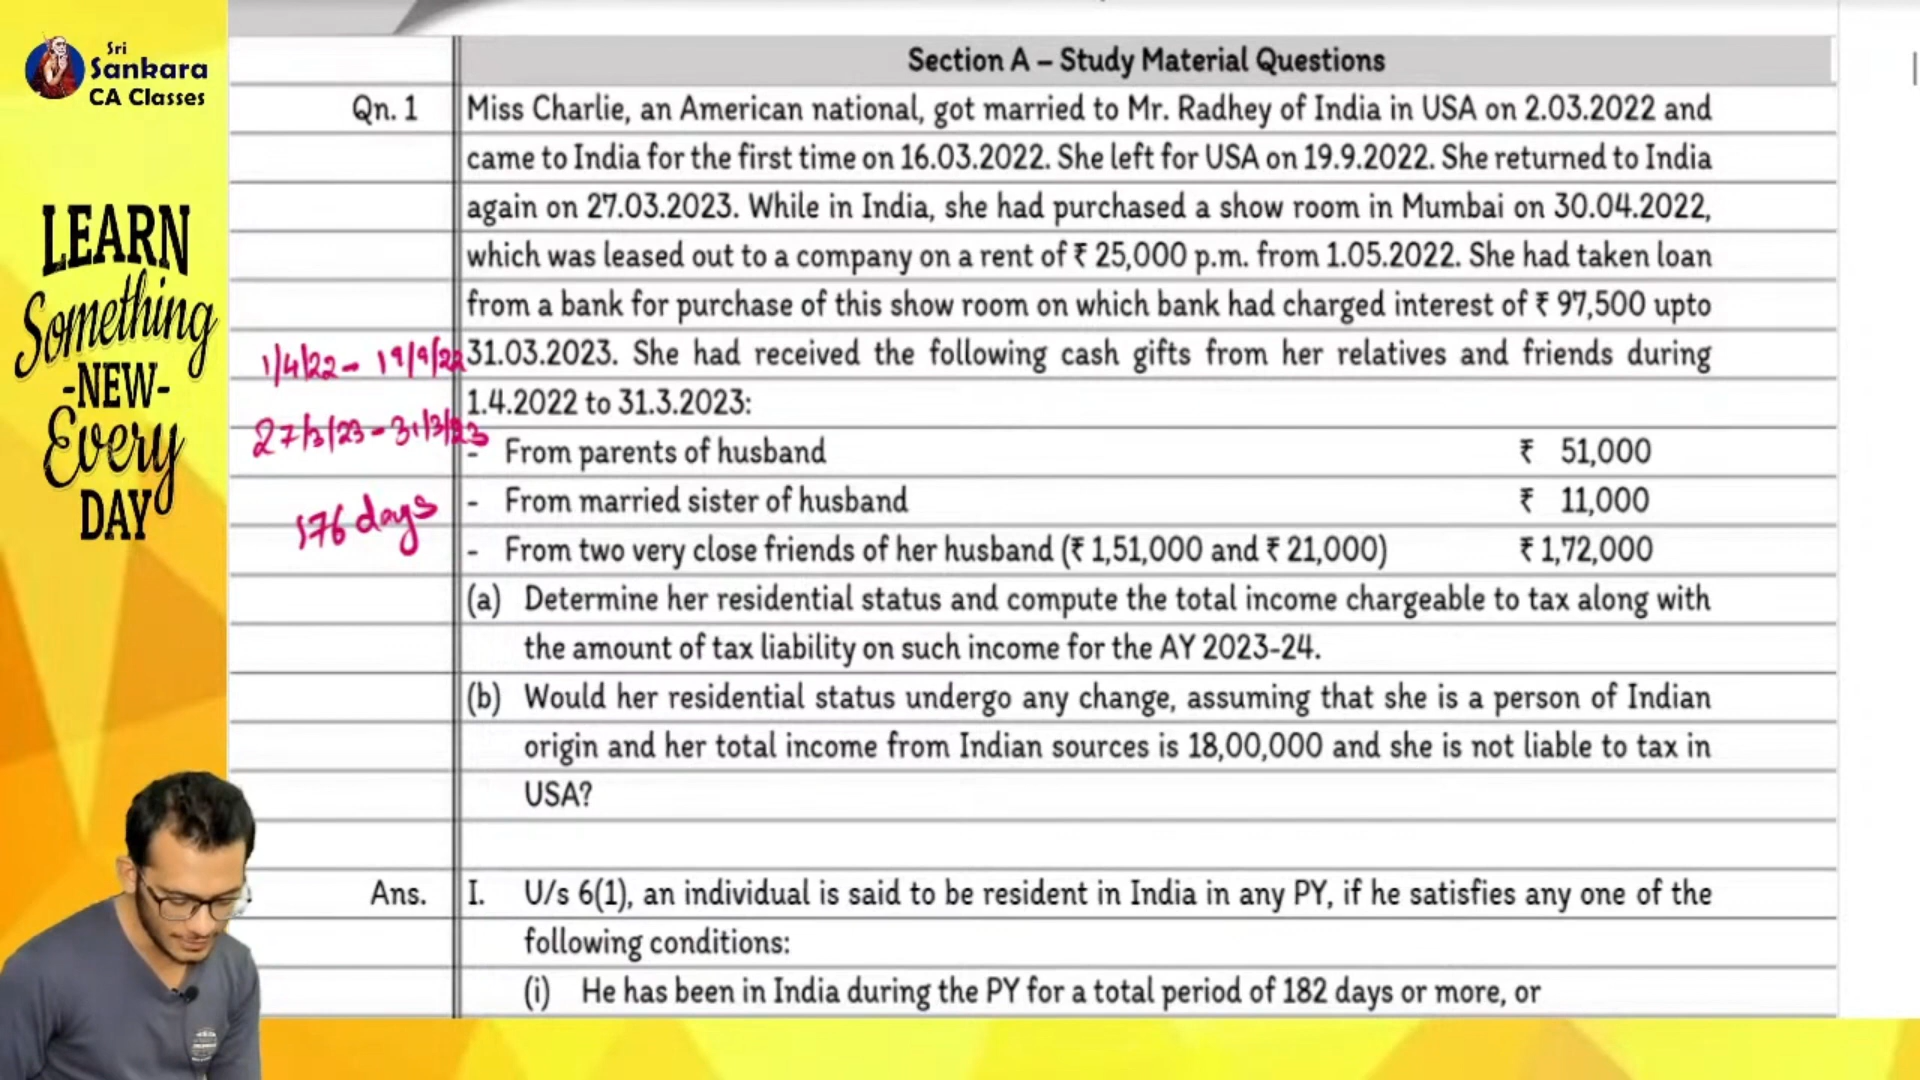 Sri
Sankara
CA Classes
LEARN
Something
-NEW-
Every
DAY
Section A – Study Material Questions
Qn. 1 Miss Charlie, an American national, got married to Mr. Radhey of India in USA on 2.03.2022 and
came to India for the first time on 16.03.2022. She left for USA on 19.9.2022. She returned to India
again on 27.03.2023. While in India, she had purchased a show room in Mumbai on 30.04.2022,
which was leased out to a company on a rent of ₹ 25,000 p.m. from 1.05.2022. She had taken loan
from a bank for purchase of this show room on which bank had charged interest of ₹ 97,500 upto
31.03.2023. She had received the following cash gifts from her relatives and friends during
1.4.2022 to 31.3.2023:
1/4/22 - 19/9/22
27/3/23 - 31/3/23
176 days
- From parents of husband ₹ 51,000
- From married sister of husband ₹ 11,000
- From two very close friends of her husband (₹ 1,51,000 and ₹ 21,000) ₹ 1,72,000
(a) Determine her residential status and compute the total income chargeable to tax along with
the amount of tax liability on such income for the AY 2023-24.
(b) Would her residential status undergo any change, assuming that she is a person of Indian
origin and her total income from Indian sources is 18,00,000 and she is not liable to tax in
USA?
Ans. I. U/s 6(1), an individual is said to be resident in India in any PY, if he satisfies any one of the
following conditions:
(i) He has been in India during the PY for a total period of 182 days or more, or